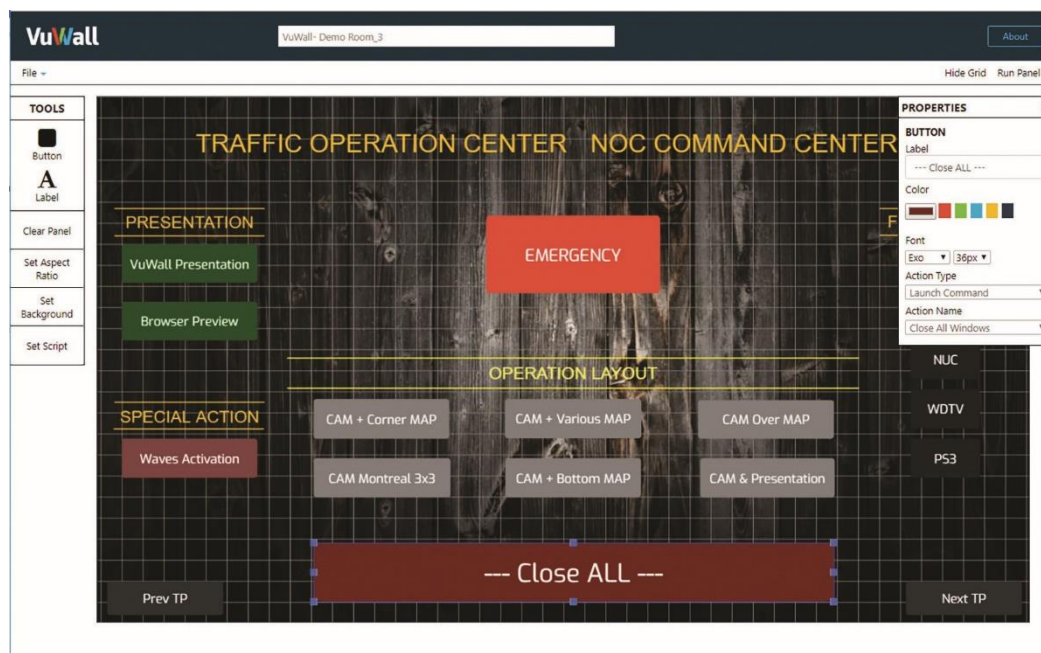 VuWall
VuWall- Demo Room_3
About
File
Hide Grid Run Panel
TOOLS
Button
A
Label
Clear Panel
Set Aspect
Ratio
Set
Background
Set Script
TRAFFIC OPERATION CENTER NOC COMMAND CENTER
PRESENTATION
VuWall Presentation
Browser Preview
EMERGENCY
F
OPERATION LAYOUT
SPECIAL ACTION
Waves Activation
CAM + Corner MAP
CAM + Various MAP
CAM Over MAP
CAM Montreal 3x3
CAM + Bottom MAP
CAM & Presentation
NUC
WDTV
PS3
--- Close ALL ---
Prev TP
Next TP
PROPERTIES
BUTTON
Label
--- Close ALL ---
Color
Font
Exo 36px
Action Type
Launch Command
Action Name
Close All Windows